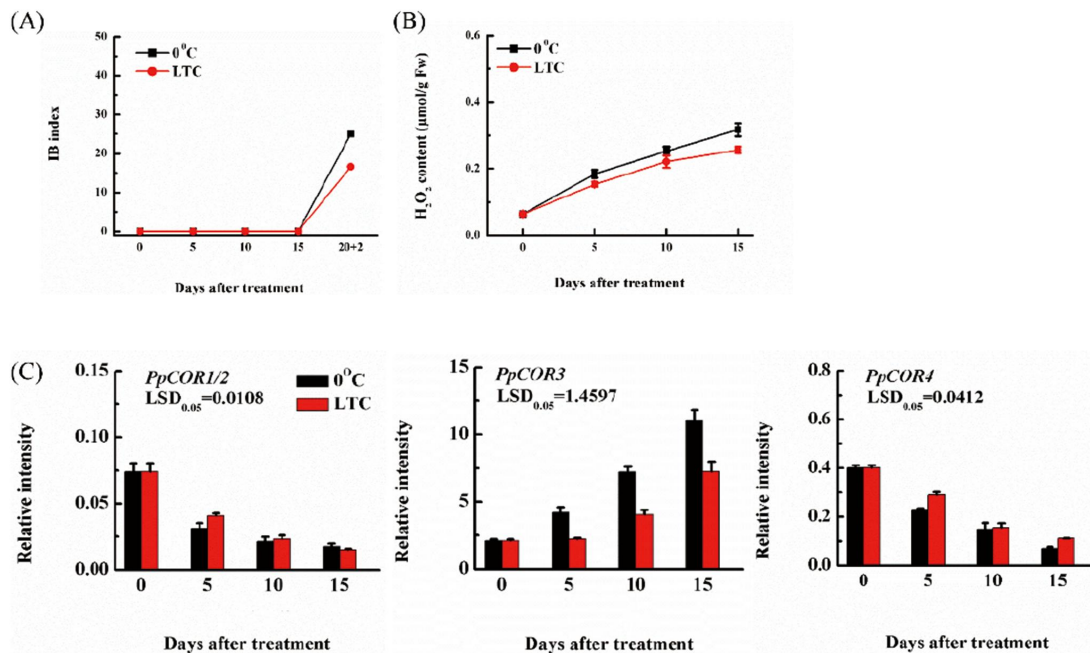 (A)
50
40
30
20
10
0
IB index
0°C
LTC
0 5 10 15 20+2
Days after treatment
(B)
0,6
0,4
0,2
0,0
H₂O₂ content (μmol/g Fw)
0°C
LTC
0 5 10 15
Days after treatment
(C)
0.15
0.10
0.05
0.00
Relative intensity
PpCOR1/2
LSD₀.₀₅=0.0108
0°C
LTC
0 5 10 15
Days after treatment
15
10
5
0
Relative intensity
PpCOR3
LSD₀.₀₅=1.4597
0 5 10 15
Days after treatment
0.8
0.6
0.4
0.2
0.0
Relative intensity
PpCOR4
LSD₀.₀₅=0.0412
0 5 10 15
Days after treatment